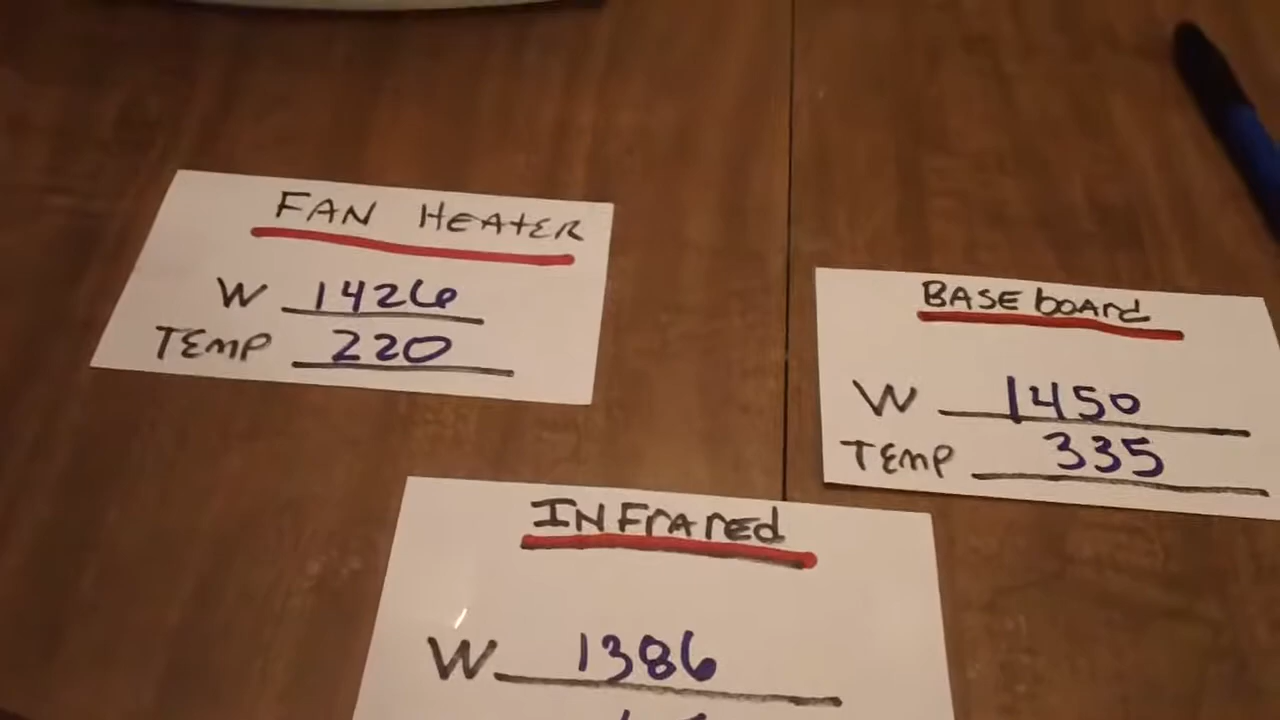 FAN HEATER
W 1426
TEMP 220
BASEboard
W 1450
TEMP 335
INFrared
W 1386